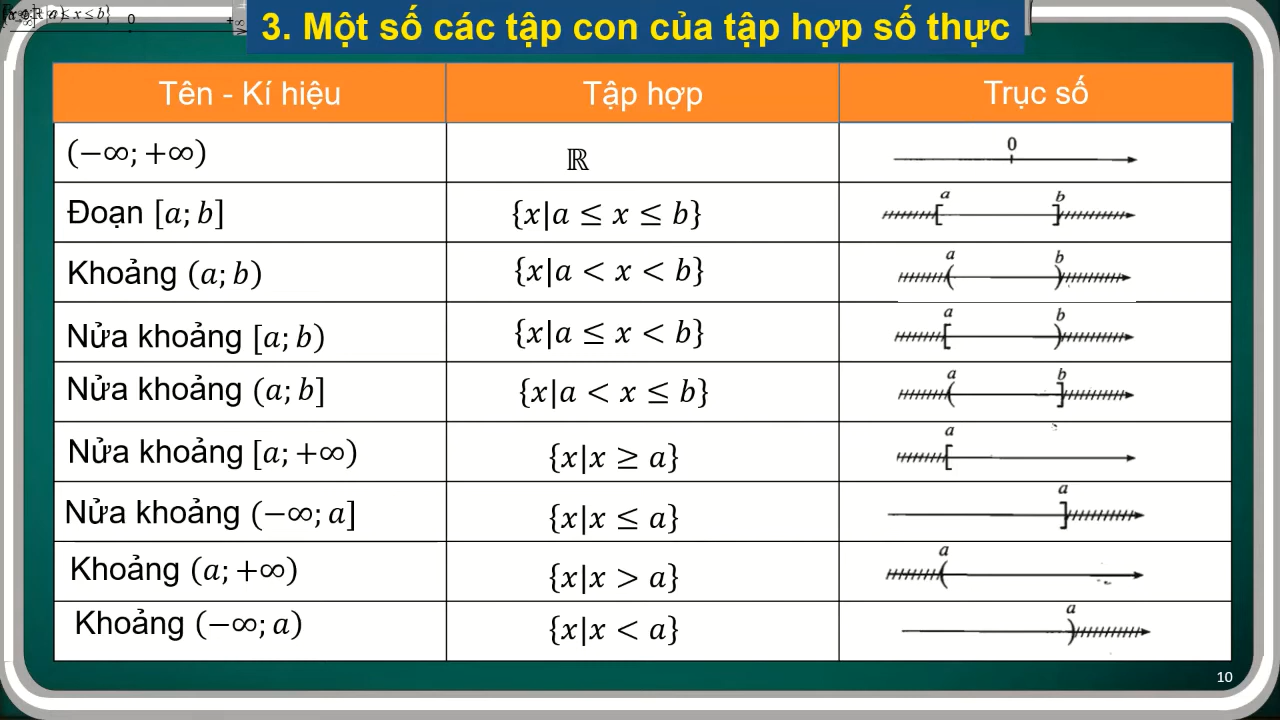 3. Một số các tập con của tập hợp số thực
Tên - Kí hiệu Tập hợp Trục số
(−∞; +∞) ℝ 0
Đoạn [a; b] {x|a ≤ x ≤ b} a b
Khoảng (a; b) {x|a < x < b} a b
Nửa khoảng [a; b) {x|a ≤ x < b} a b
Nửa khoảng (a; b] {x|a < x ≤ b} a b
Nửa khoảng [a; +∞) {x|x ≥ a} a
Nửa khoảng (−∞; a] {x|x ≤ a} a
Khoảng (a; +∞) {x|x > a} a
Khoảng (−∞; a) {x|x < a} a
10